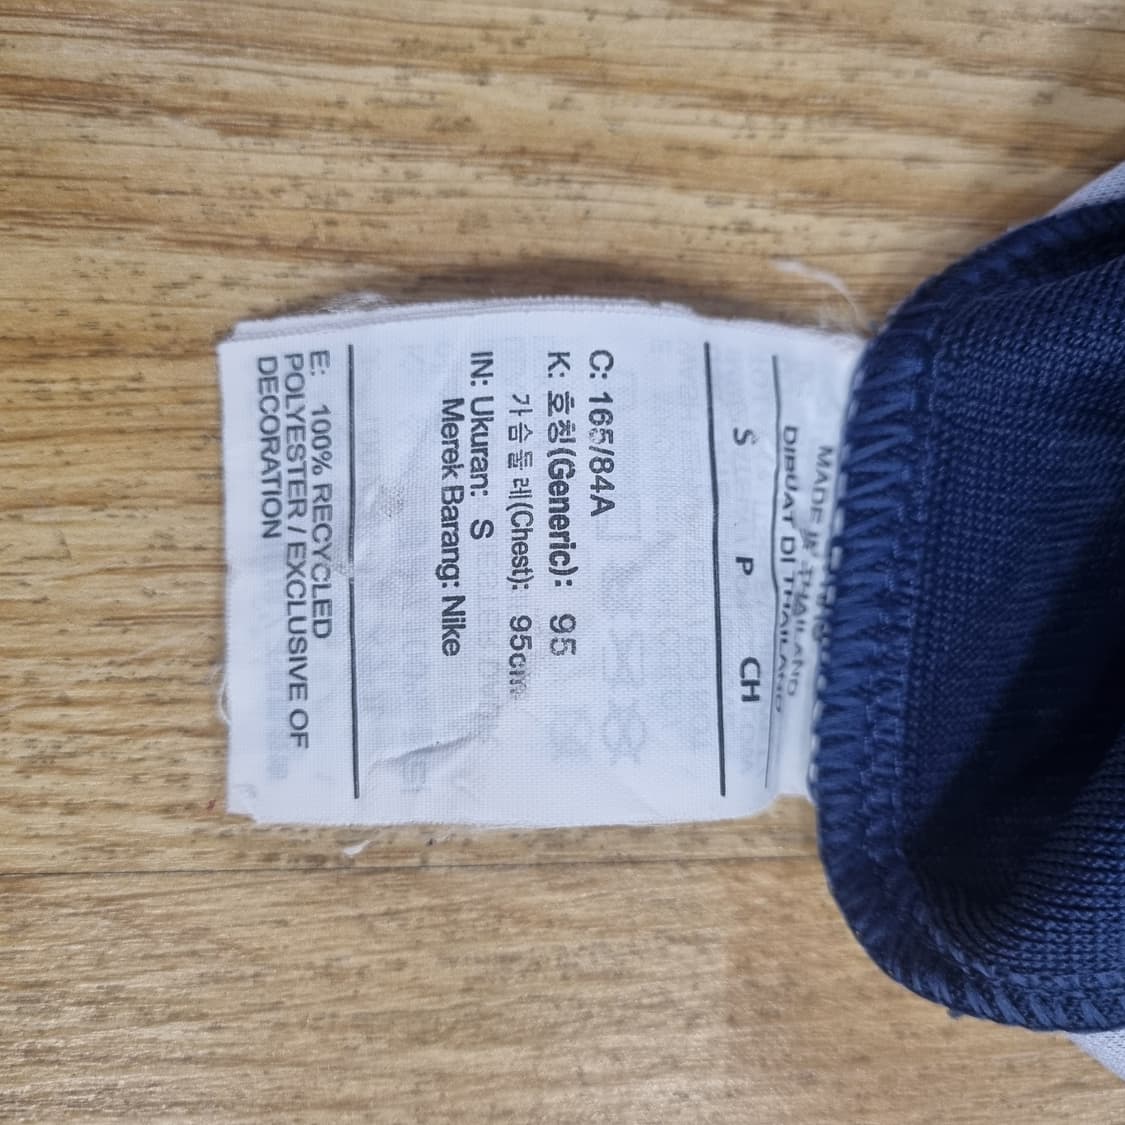 MADE IN THAILAND
DIBUAT DI THAILAND
S P CH
C: 165/84A
K: 호칭(Generic): 95
가슴둘레(Chest): 95cm
IN: Ukuran: S
Merek Barang: Nike
E: 100% RECYCLED
POLYESTER / EXCLUSIVE OF
DECORATION